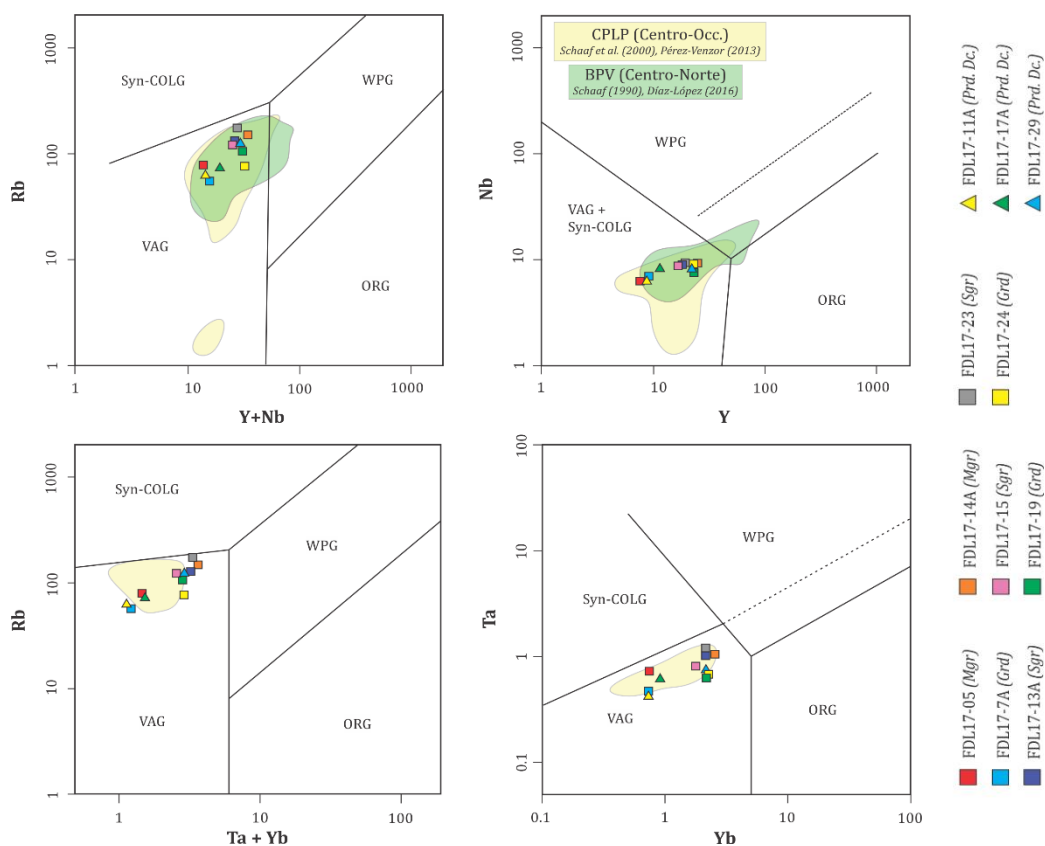 1000
100
10
1
Rb
Syn-COLG
WPG
VAG
ORG
1
10
100
1000
Y+Nb
1000
100
10
1
Nb
CPLP (Centro-Occ.)
Schaaf et al. (2000), Pérez-Venzor (2013)
BPV (Centro-Norte)
Schaaf (1990), Díaz-López (2016)
WPG
VAG +
Syn-COLG
ORG
1
10
100
1000
Y
1000
100
10
1
Rb
Syn-COLG
WPG
VAG
ORG
1
10
100
Ta + Yb
100
10
1
0.1
Ta
WPG
Syn-COLG
VAG
ORG
0.1
1
10
100
Yb
FDL17-05 (Mgr)
FDL17-7A (Grd)
FDL17-13A (Sgr)
FDL17-14A (Mgr)
FDL17-15 (Sgr)
FDL17-19 (Grd)
FDL17-23 (Sgr)
FDL17-24 (Grd)
FDL17-11A (Prd. Dc.)
FDL17-17A (Prd. Dc.)
FDL17-29 (Prd. Dc.)